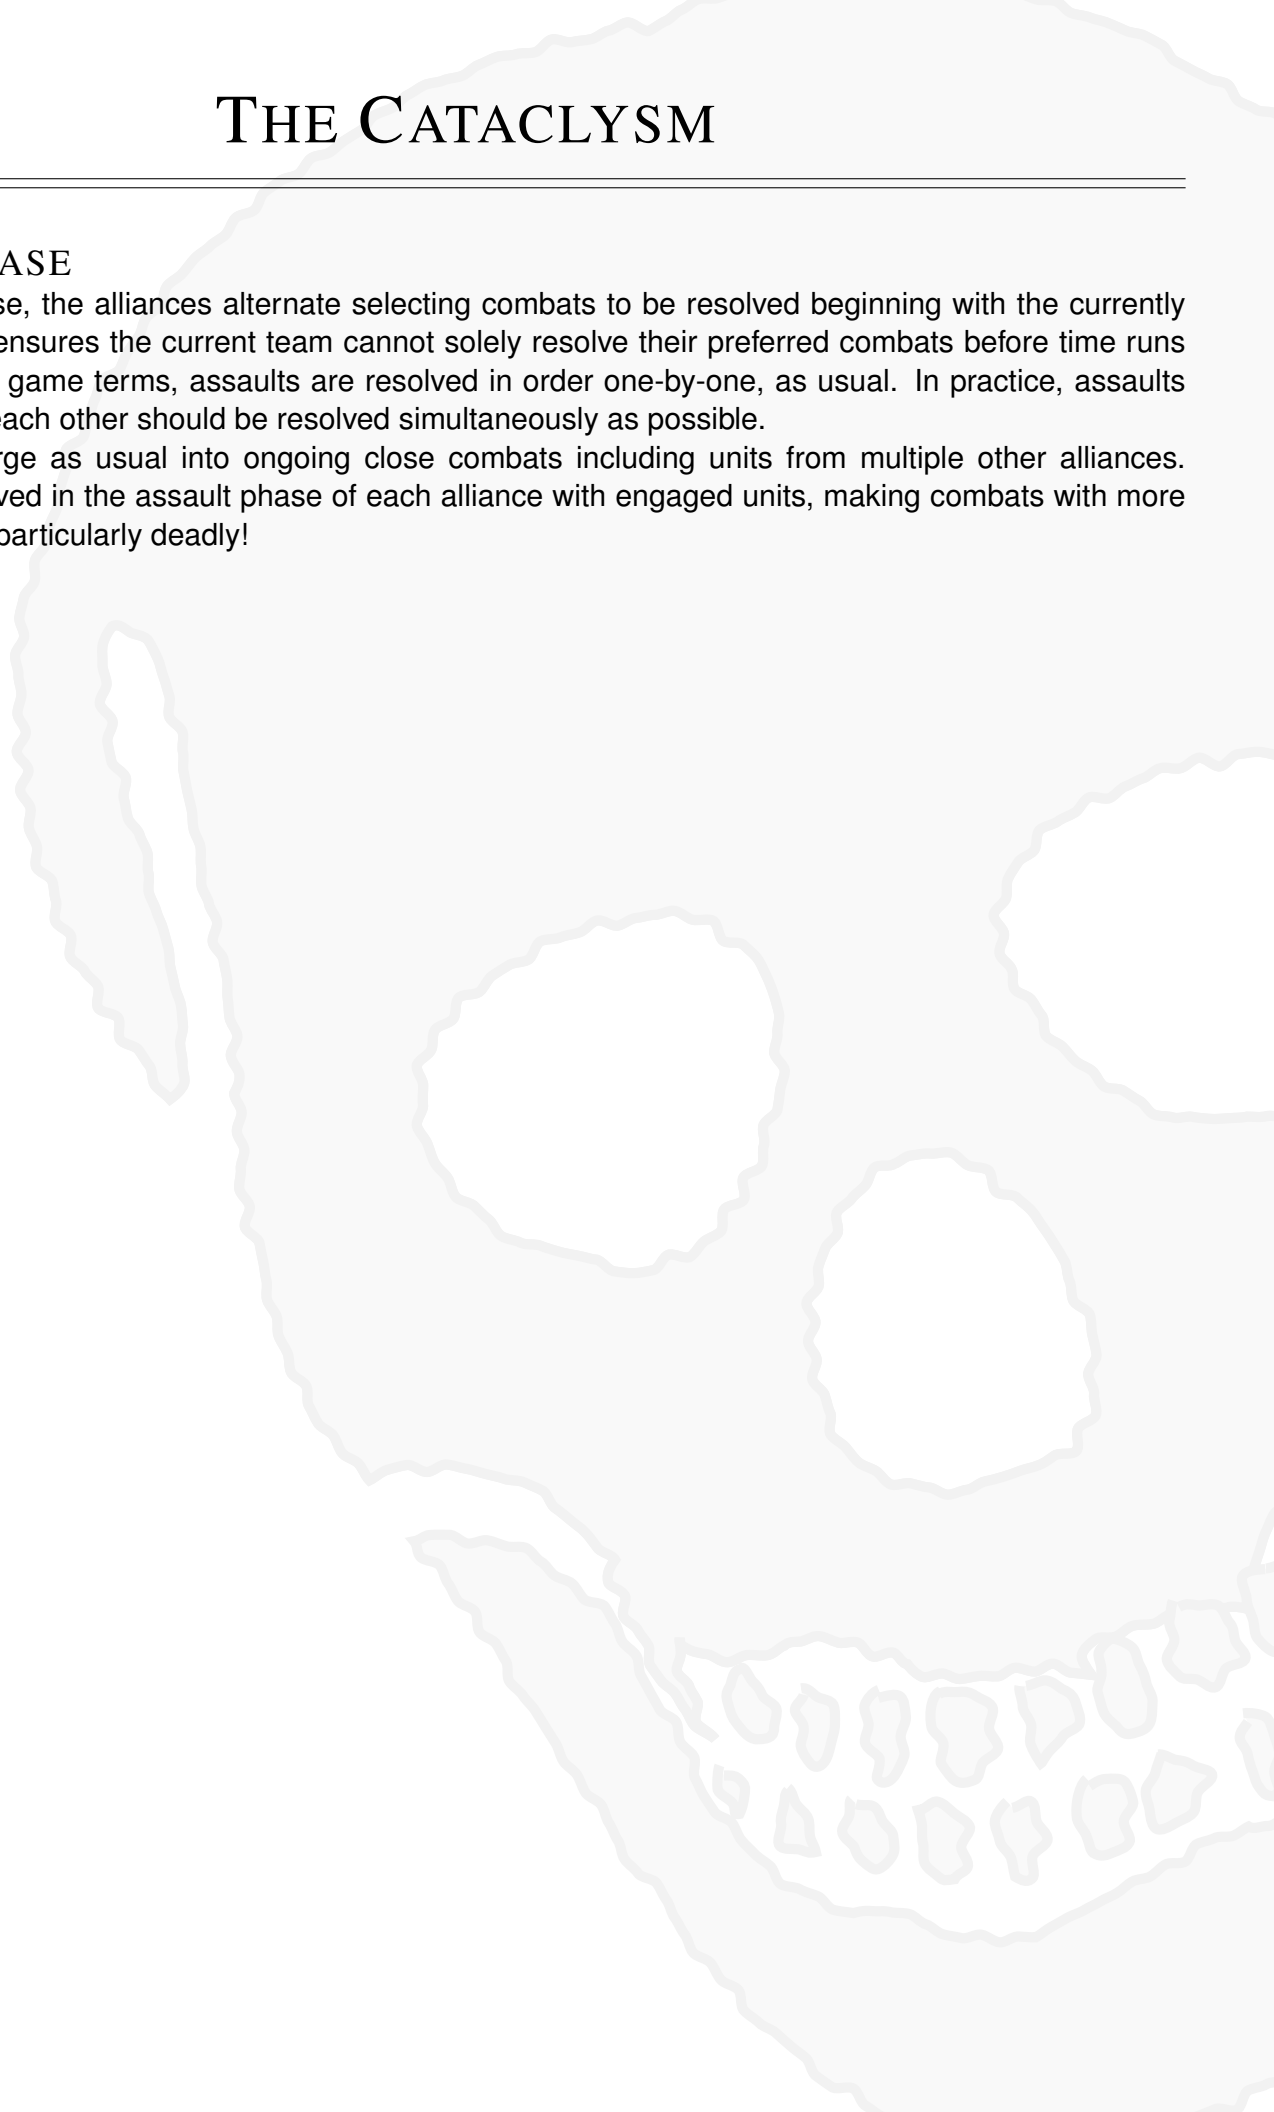 THE CATACLYSM
ASE
se, the alliances alternate selecting combats to be resolved beginning with the currently
ensures the current team cannot solely resolve their preferred combats before time runs
game terms, assaults are resolved in order one-by-one, as usual. In practice, assaults
each other should be resolved simultaneously as possible.
rge as usual into ongoing close combats including units from multiple other alliances.
ved in the assault phase of each alliance with engaged units, making combats with more
particularly deadly!